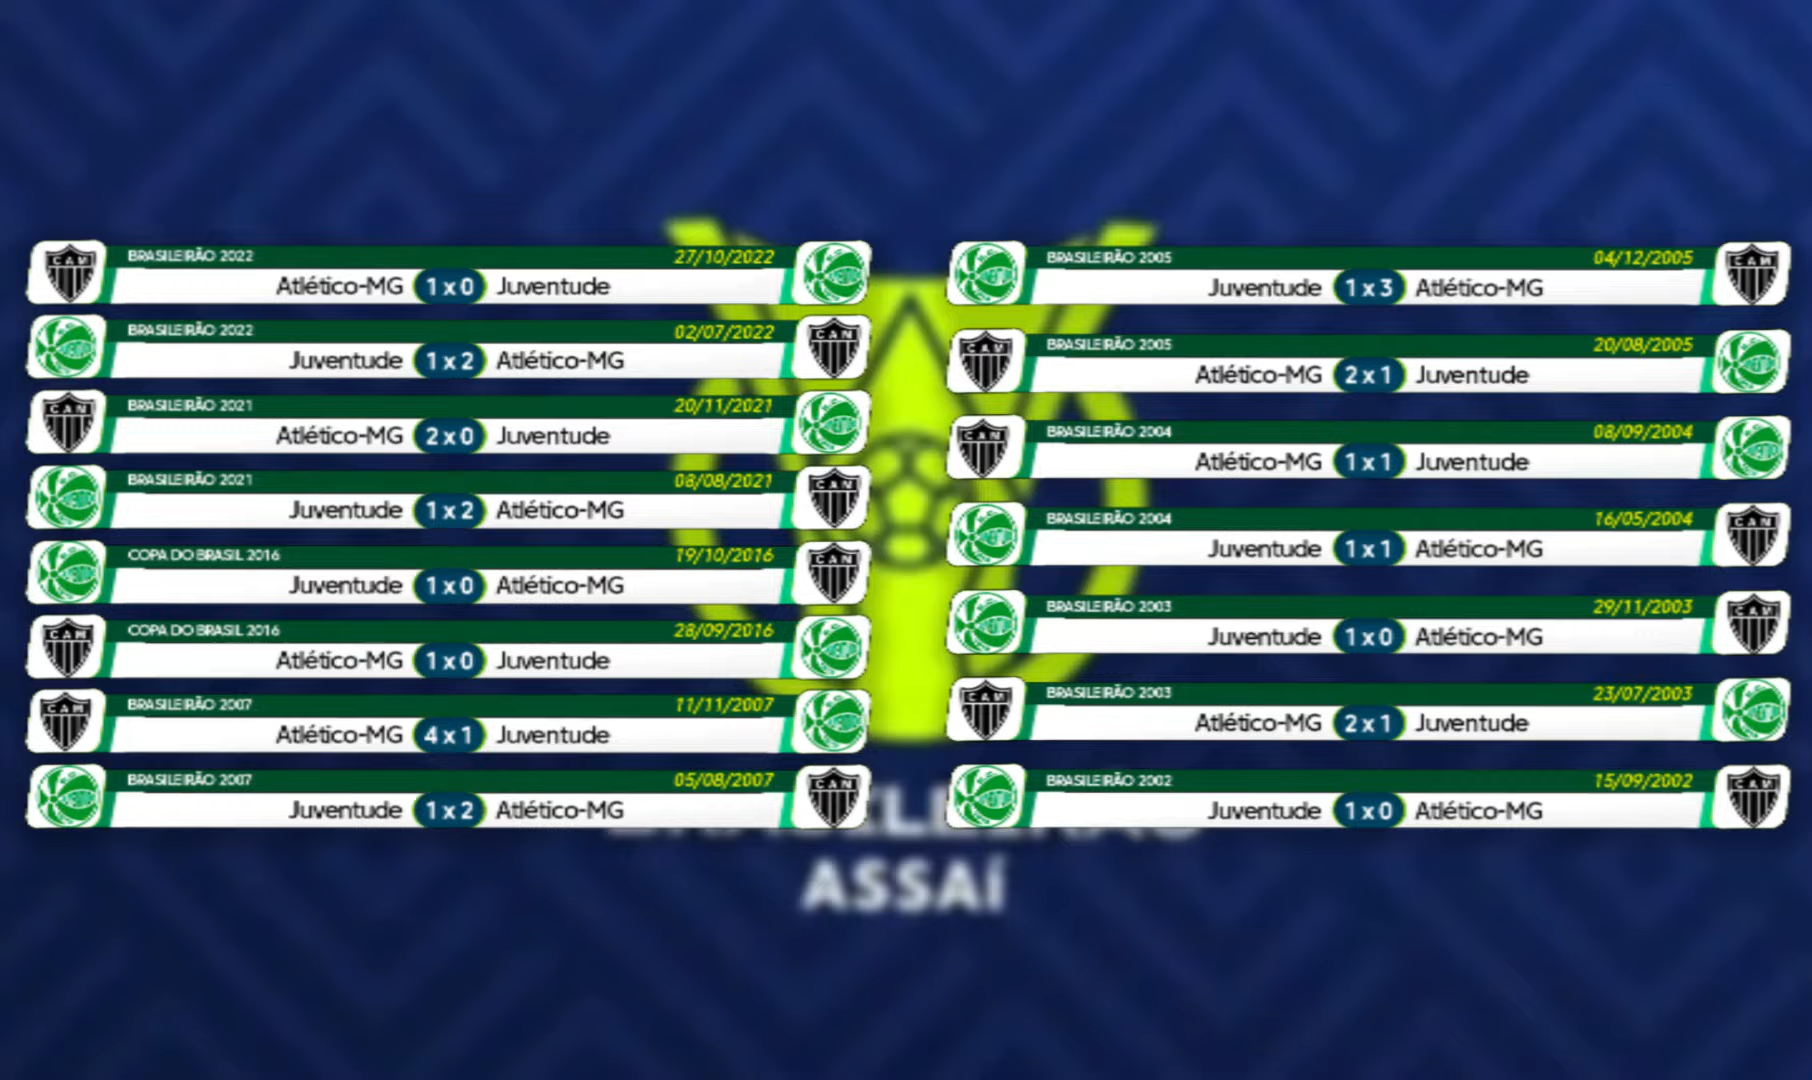 BRASILEIRÃO 2022 27/10/2022
Atlético-MG 1 x 0 Juventude
BRASILEIRÃO 2022 02/07/2022
Juventude 1 x 2 Atlético-MG
BRASILEIRÃO 2021 20/11/2021
Atlético-MG 2 x 0 Juventude
BRASILEIRÃO 2021 08/08/2021
Juventude 1 x 2 Atlético-MG
COPA DO BRASIL 2016 19/10/2016
Juventude 1 x 0 Atlético-MG
COPA DO BRASIL 2016 28/09/2016
Atlético-MG 1 x 0 Juventude
BRASILEIRÃO 2007 11/11/2007
Atlético-MG 4 x 1 Juventude
BRASILEIRÃO 2007 05/08/2007
Juventude 1 x 2 Atlético-MG
BRASILEIRÃO 2005 04/12/2005
Juventude 1 x 3 Atlético-MG
BRASILEIRÃO 2005 20/08/2005
Atlético-MG 2 x 1 Juventude
BRASILEIRÃO 2004 08/09/2004
Atlético-MG 1 x 1 Juventude
BRASILEIRÃO 2004 16/05/2004
Juventude 1 x 1 Atlético-MG
BRASILEIRÃO 2003 29/11/2003
Juventude 1 x 0 Atlético-MG
BRASILEIRÃO 2003 23/07/2003
Atlético-MG 2 x 1 Juventude
BRASILEIRÃO 2002 15/09/2002
Juventude 1 x 0 Atlético-MG
ASSAÍ